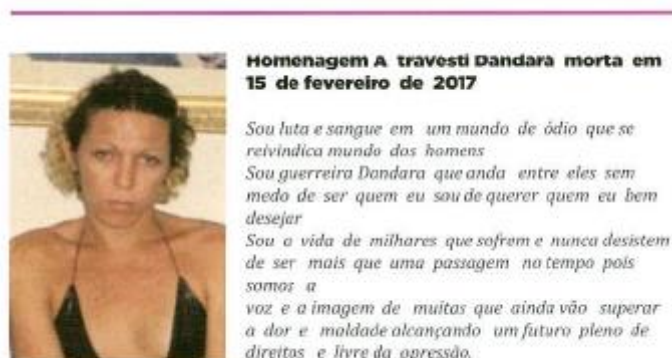 Homenagem A travesti Dandara morta em
15 de fevereiro de 2017
Sou luta e sangue em um mundo de ódio que se
reivindica mundo dos homens
Sou guerreira Dandara que anda entre eles sem
medo de ser quem eu sou de querer quem eu bem
desejar
Sou a vida de milhares que sofrem e nunca desistem
de ser mais que uma passagem no tempo pois
somos a
voz e a imagem de muitas que ainda vão superar
a dor e maldade alcançando um futuro pleno de
direitos e livre da opressão.